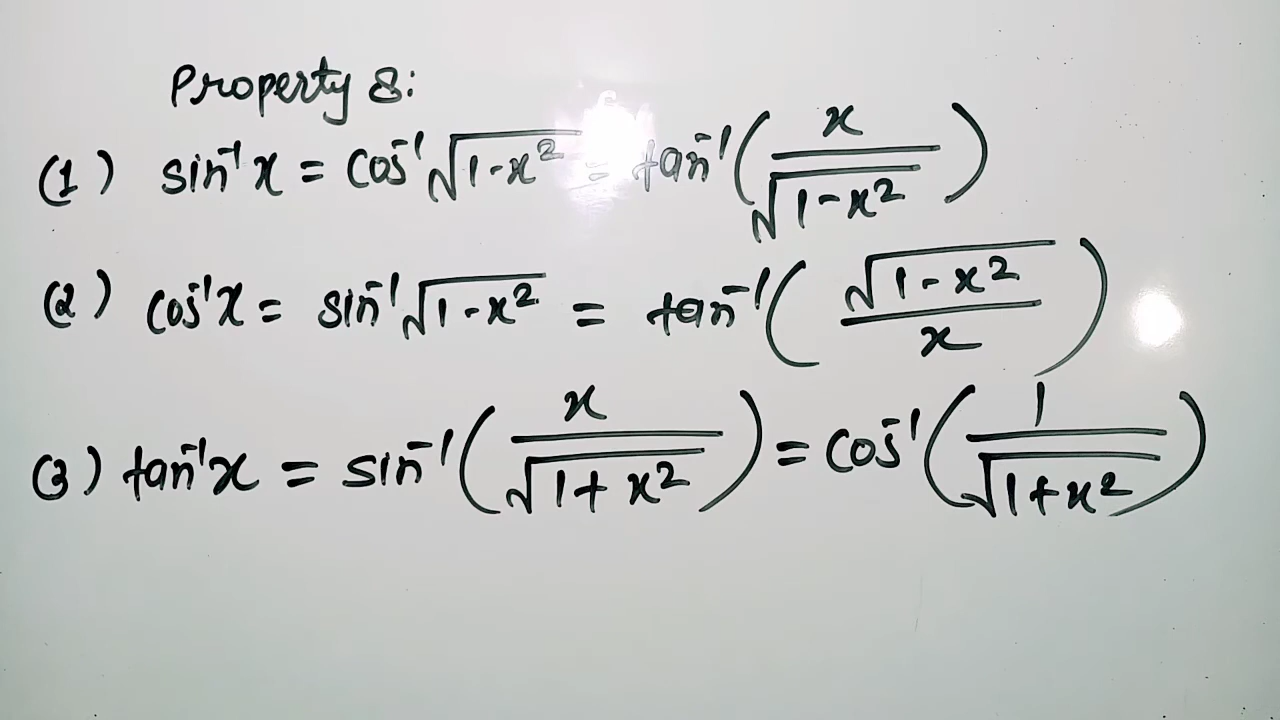 Property 8:
(1) sin⁻¹x = cos⁻¹√(1-x²) = tan⁻¹(x/√(1-x²))
(2) cos⁻¹x = sin⁻¹√(1-x²) = tan⁻¹(√(1-x²)/x)
(3) tan⁻¹x = sin⁻¹(x/√(1+x²)) = cos⁻¹(1/√(1+x²))